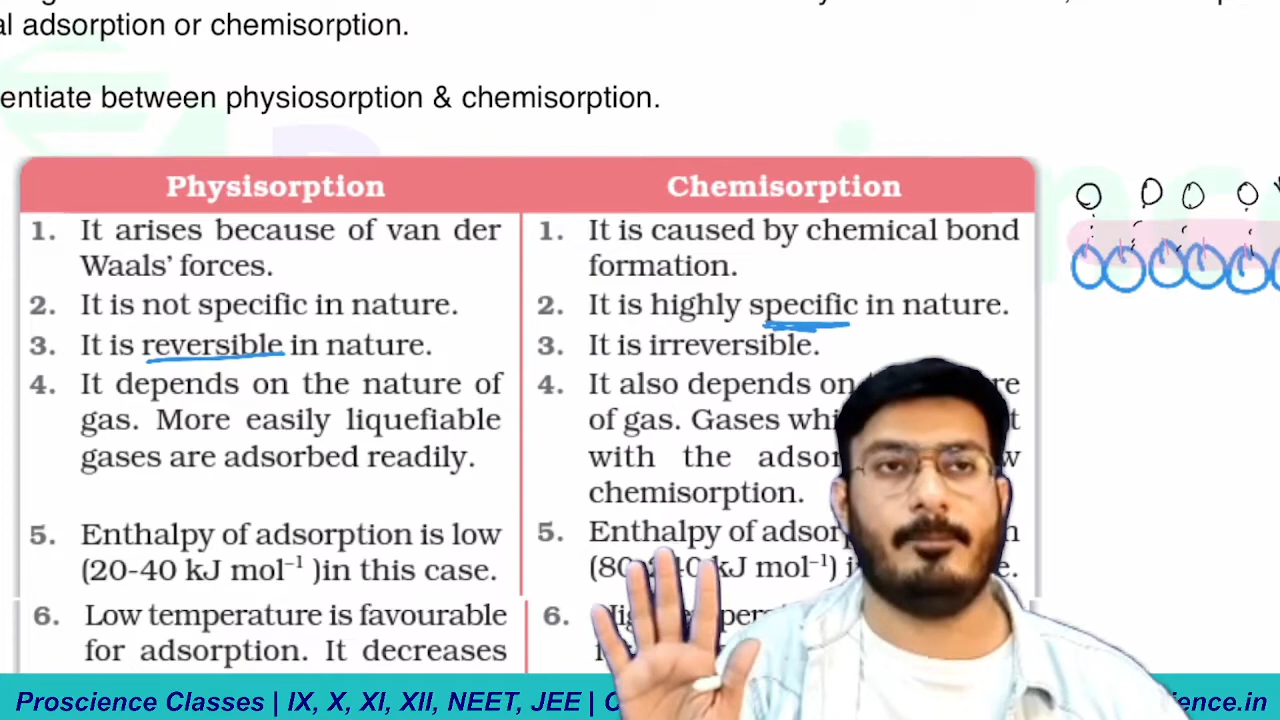 al adsorption or chemisorption.
entiate between physiosorption & chemisorption.
Physisorption
Chemisorption
1. It arises because of van der
Waals' forces.
2. It is not specific in nature.
3. It is reversible in nature.
4. It depends on the nature of
gas. More easily liquefiable
gases are adsorbed readily.
5. Enthalpy of adsorption is low
(20-40 kJ mol⁻¹ )in this case.
6. Low temperature is favourable
for adsorption. It decreases
1. It is caused by chemical bond
formation.
2. It is highly specific in nature.
3. It is irreversible.
4. It also depends on
of gas. Gases
with the
chemisorption.
5. Enthalpy of
kJ mol⁻¹)
6.
Proscience Classes | IX, X, XI, XII, NEET, JEE |
ience.in